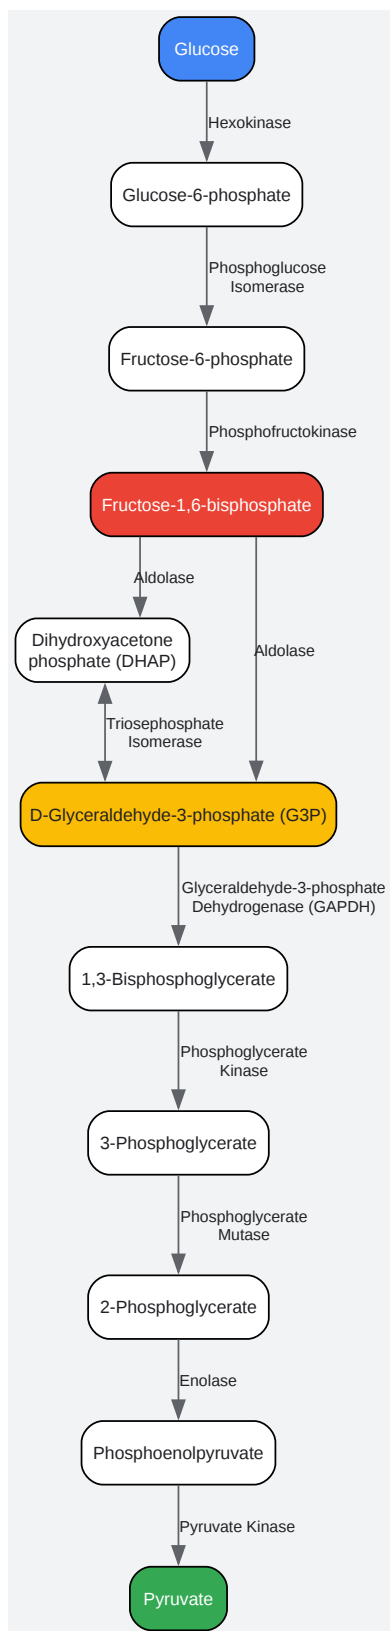 Glucose
Hexokinase
Glucose-6-phosphate
Phosphoglucose
Isomerase
Fructose-6-phosphate
Phosphofructokinase
Fructose-1,6-bisphosphate
Aldolase
Dihydroxyacetone
phosphate (DHAP)
Aldolase
Triosephosphate
Isomerase
D-Glyceraldehyde-3-phosphate (G3P)
Glyceraldehyde-3-phosphate
Dehydrogenase (GAPDH)
1,3-Bisphosphoglycerate
Phosphoglycerate
Kinase
3-Phosphoglycerate
Phosphoglycerate
Mutase
2-Phosphoglycerate
Enolase
Phosphoenolpyruvate
Pyruvate Kinase
Pyruvate